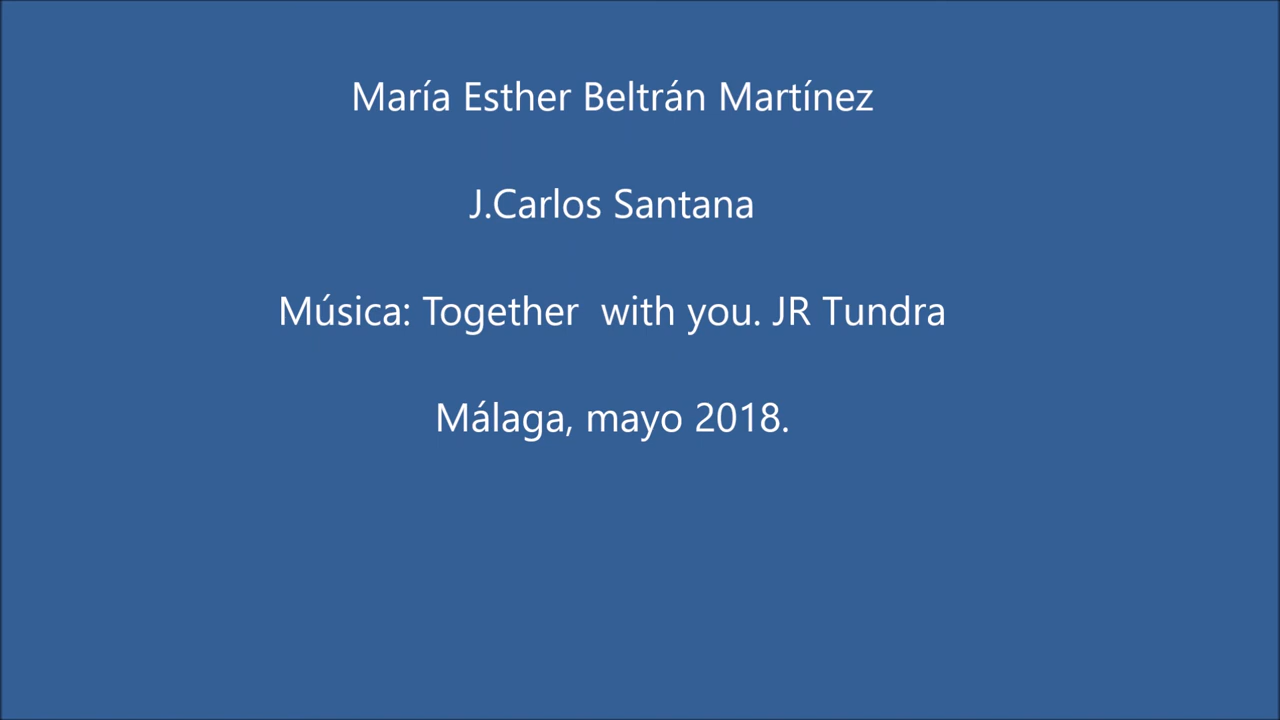 María Esther Beltrán Martínez
J.Carlos Santana
Música: Together  with you. JR Tundra
Málaga, mayo 2018.